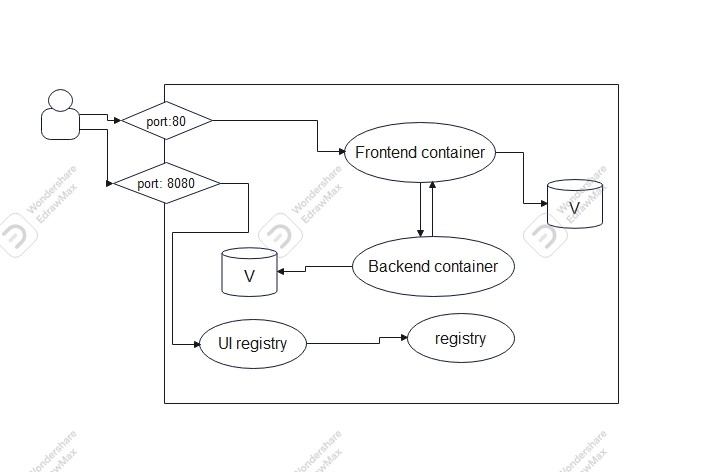 port:80
Frontend container
port: 8080
Wondershare
EdrawMax
Wondershare
EdrawMax
Wondershare
EdrawMax
V
V
Backend container
UI registry
registry
Wondershare
EdrawMax
Wondershare
EdrawMax
Wondershare
EdrawMax